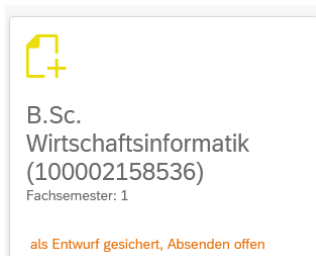 B.Sc.
Wirtschaftsinformatik
(100002158536)
Fachsemester: 1
als Entwurf gesichert, Absenden offen